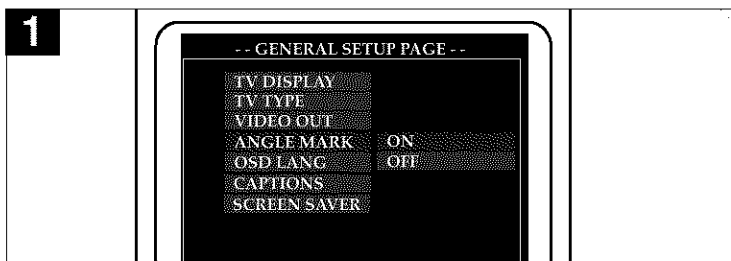 1
- - GENERAL SETUP PAGE - -
TV DISPLAY
TV TYPE
VIDEO OUT
ANGLE MARK ON
OSD LANG OFF
CAPTIONS
SCREEN SAVER